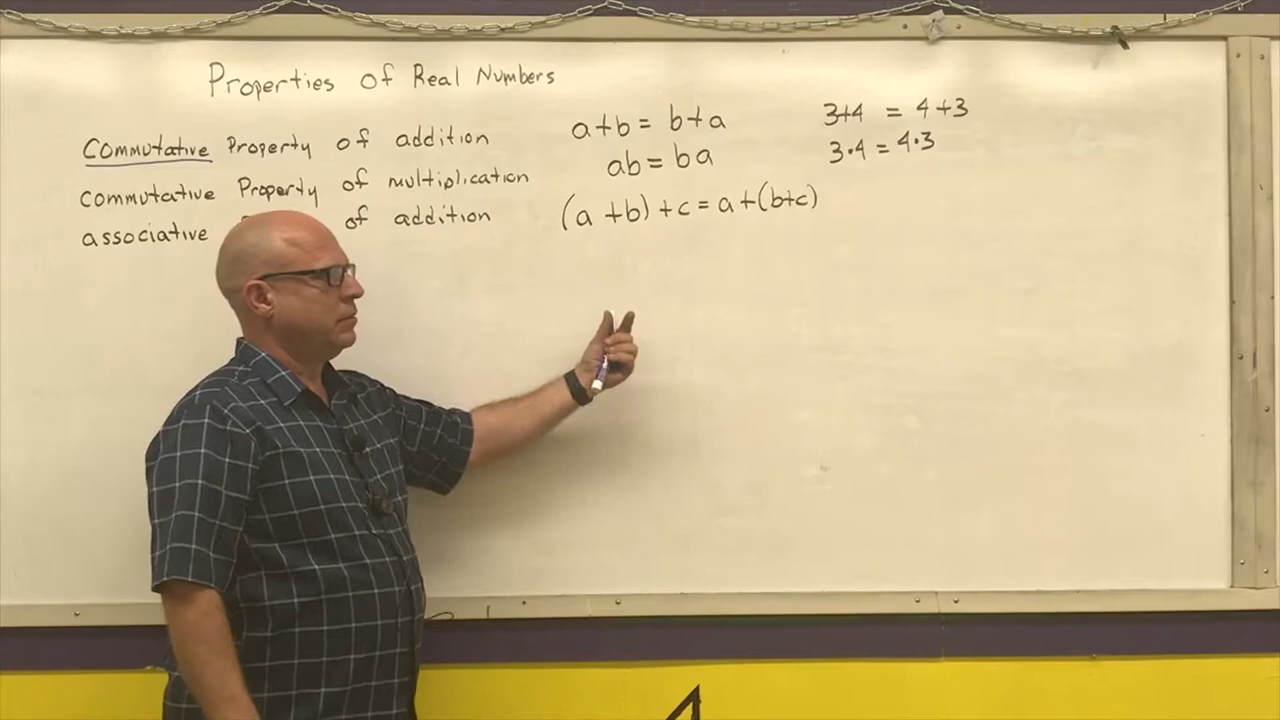 Properties of Real Numbers
Commutative Property of addition a+b = b+a 3+4 = 4+3
commutative Property of multiplication ab = ba 3·4 = 4·3
associative of addition (a+b)+c = a+(b+c)